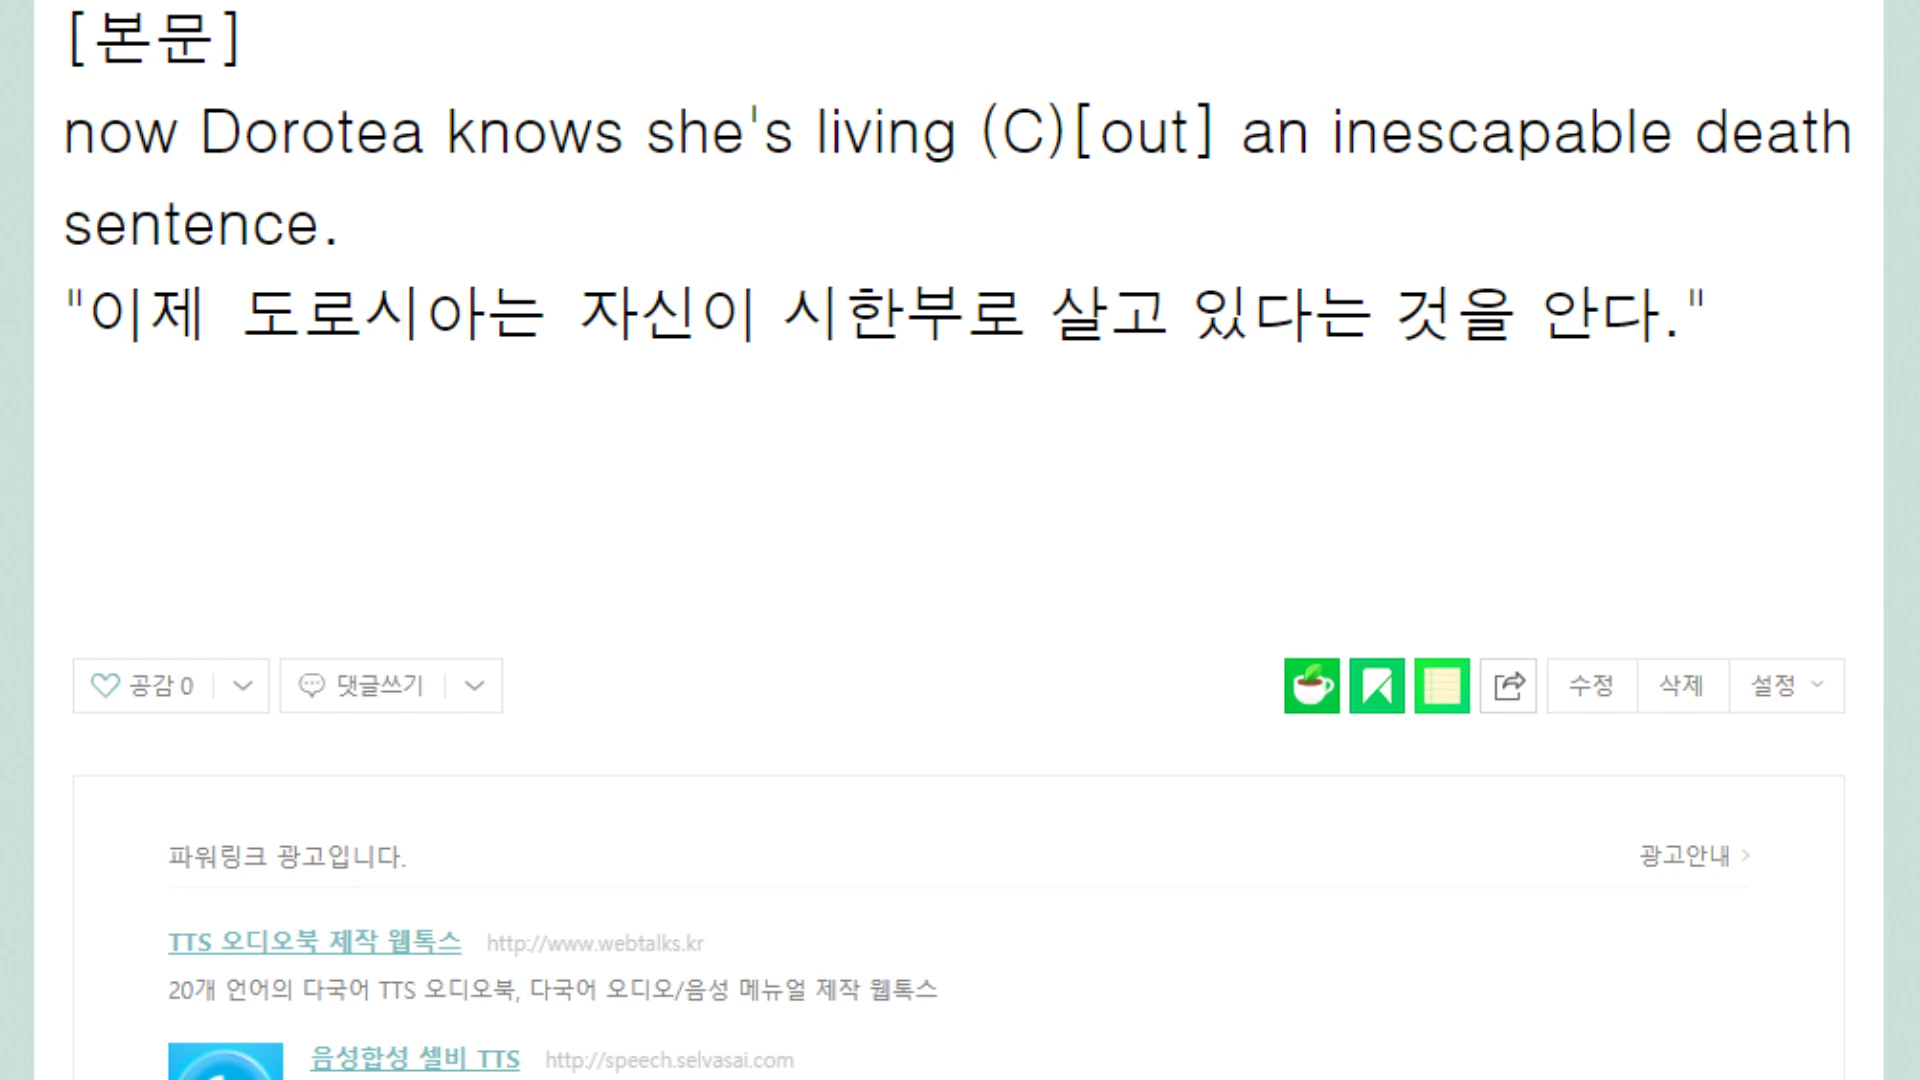 [본문]
now Dorotea knows she's living (C)[out] an inescapable death
sentence.
"이제 도로시아는 자신이 시한부로 살고 있다는 것을 안다."
공감 0
댓글쓰기
수정
삭제
설정
파워링크 광고입니다.
광고안내
TTS 오디오북 제작 웹톡스 http://www.webtalks.kr
20개 언어의 다국어 TTS 오디오북, 다국어 오디오/음성 메뉴얼 제작 웹톡스
음성합성 셀비 TTS http://speech.selvasai.com